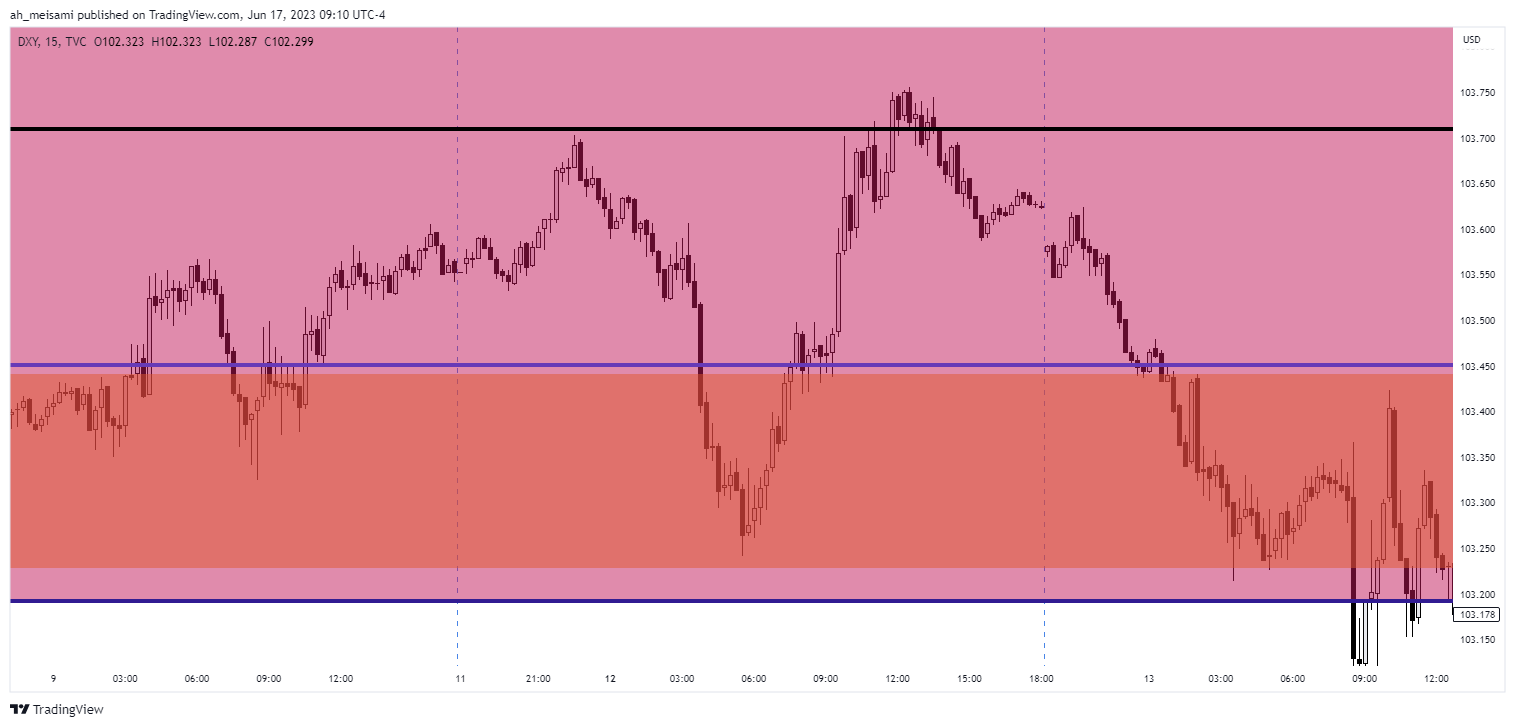 ah_meisami published on TradingView.com, Jun 17, 2023 09:10 UTC-4
DXY, 15, TVC O102.323 H102.323 L102.287 C102.299
USD
103.750
103.700
103.650
103.600
103.550
103.500
103.450
103.400
103.350
103.300
103.250
103.200
103.178
103.150
9 03:00 06:00 09:00 12:00 11 21:00 12 03:00 06:00 09:00 12:00 15:00 18:00 13 03:00 06:00 09:00 12:00
TradingView